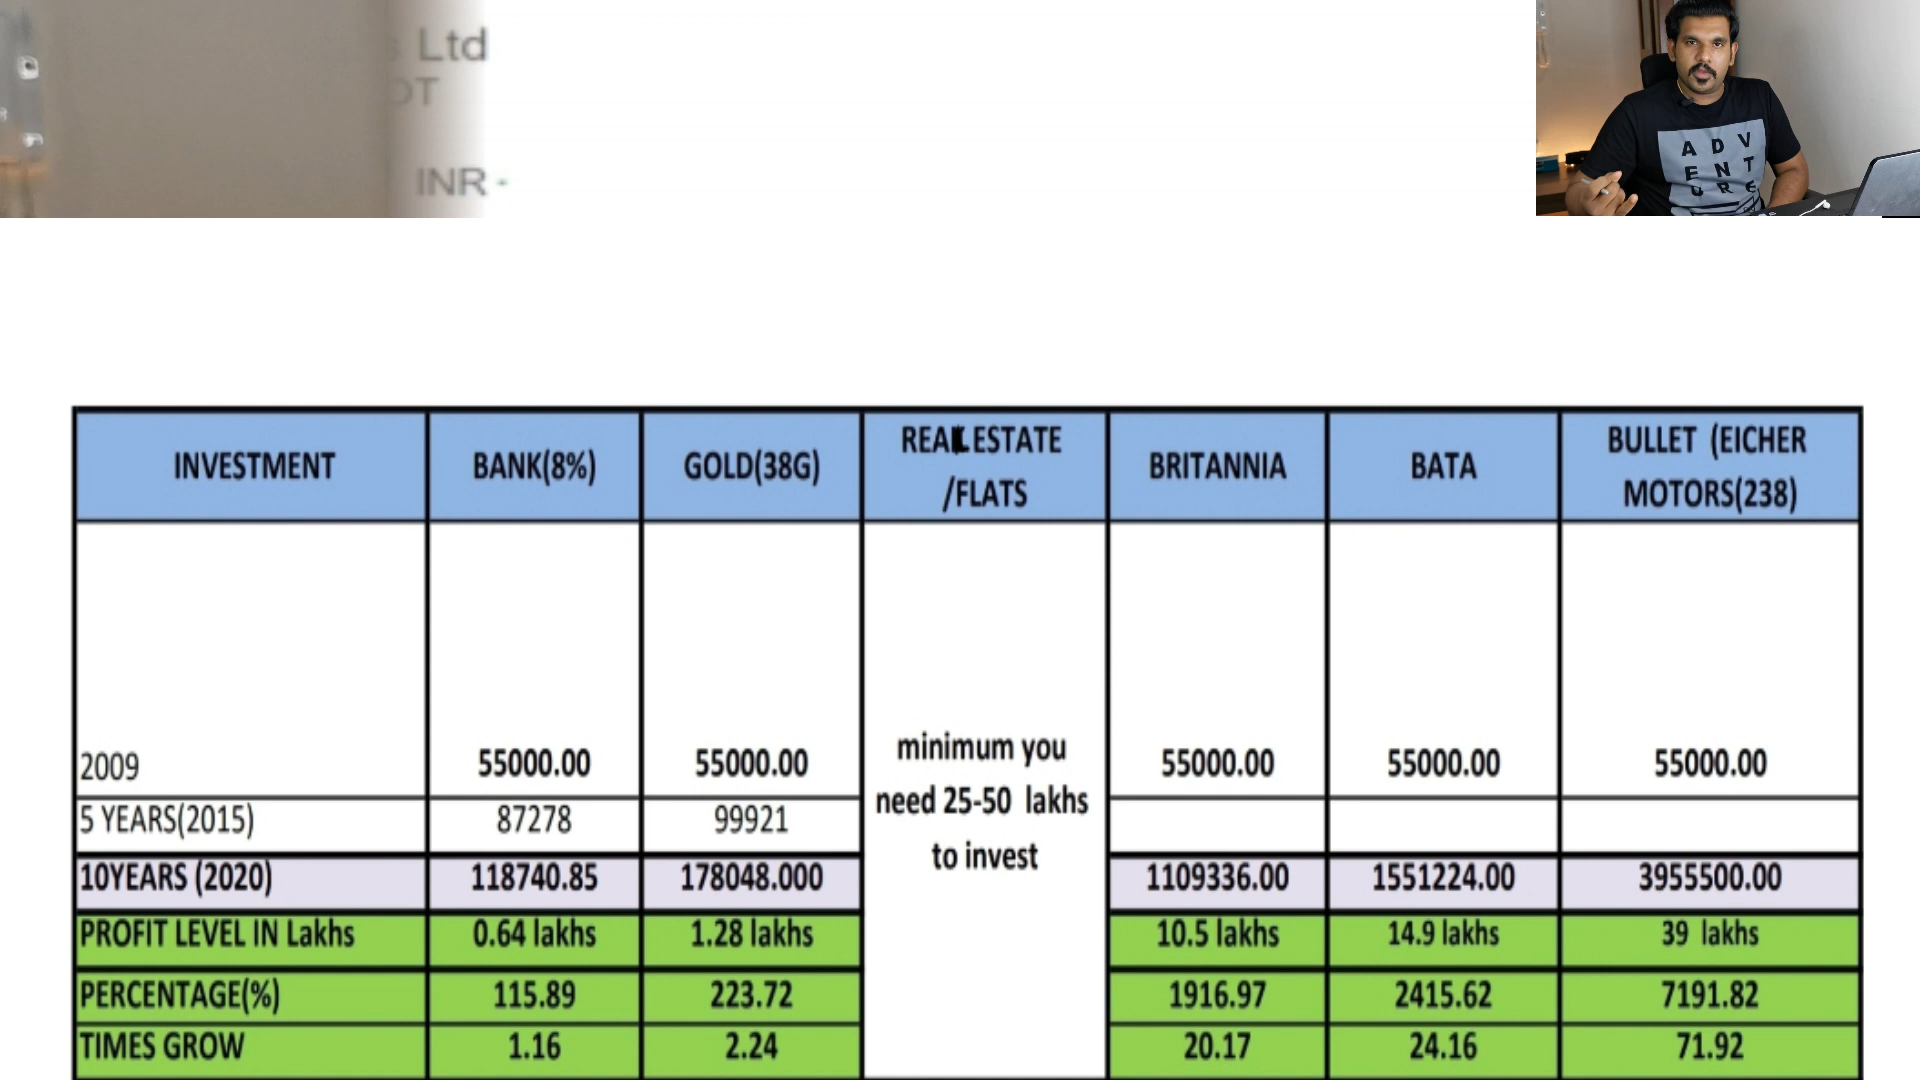 Ltd
OT
INR -
A D V
E N T
U R E
INVESTMENT BANK(8%) GOLD(38G) REAL ESTATE /FLATS BRITANNIA BATA BULLET (EICHER MOTORS(238)
2009 55000.00 55000.00 minimum you need 25-50 lakhs to invest 55000.00 55000.00 55000.00
5 YEARS(2015) 87278 99921
10YEARS (2020) 118740.85 178048.000 1109336.00 1551224.00 3955500.00
PROFIT LEVEL IN Lakhs 0.64 lakhs 1.28 lakhs 10.5 lakhs 14.9 lakhs 39 lakhs
PERCENTAGE(%) 115.89 223.72 1916.97 2415.62 7191.82
TIMES GROW 1.16 2.24 20.17 24.16 71.92